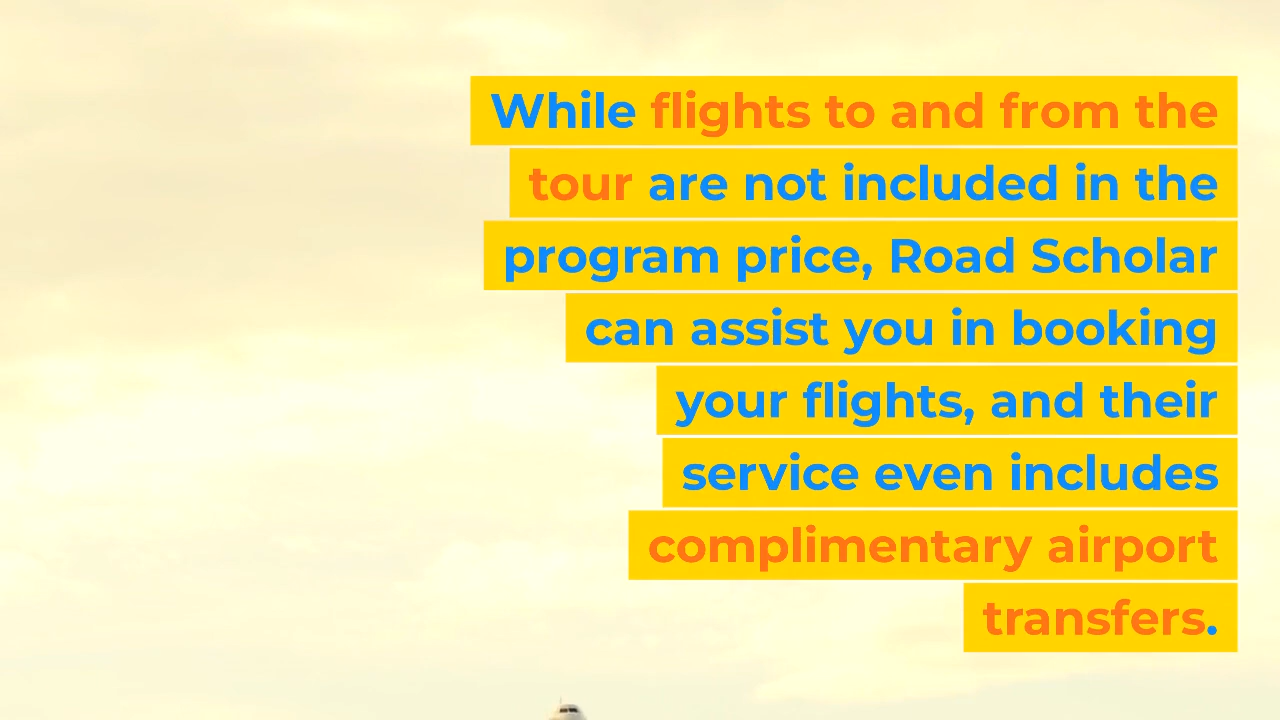 While flights to and from the
tour are not included in the
program price, Road Scholar
can assist you in booking
your flights, and their
service even includes
complimentary airport
transfers.